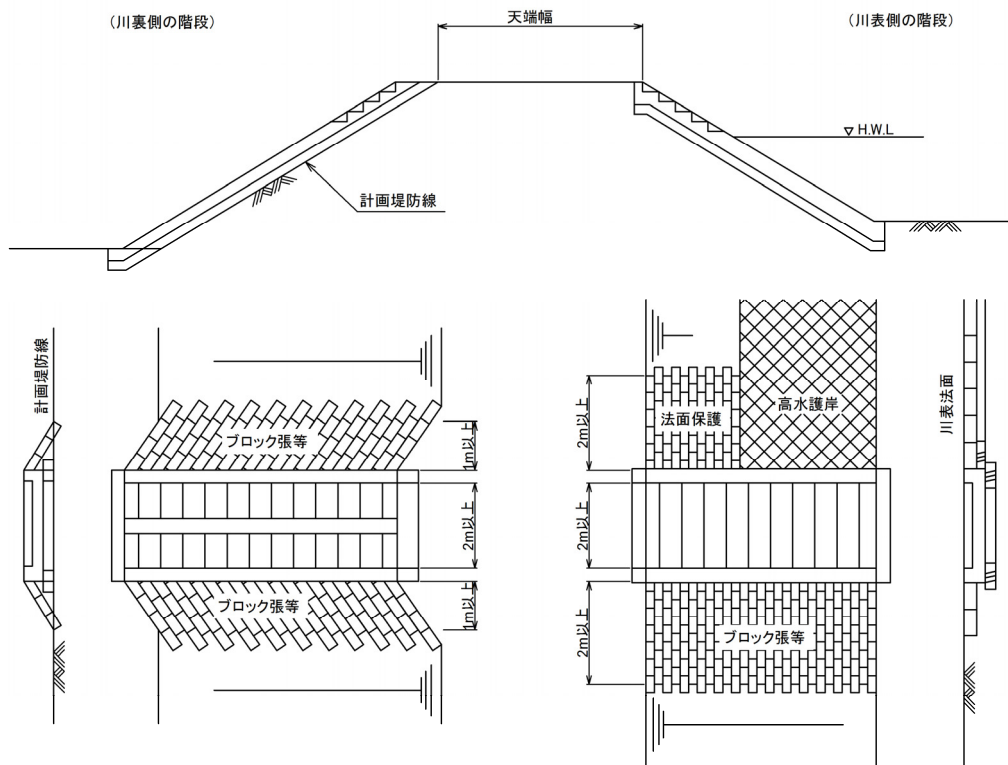 （川裏側の階段）
天端幅
（川表側の階段）
▽ H.W.L
計画堤防線
計画堤防線
ブロック張等
1m以上
2m以上
1m以上
ブロック張等
2m以上
法面保護
高水護岸
川表法面
2m以上
2m以上
ブロック張等